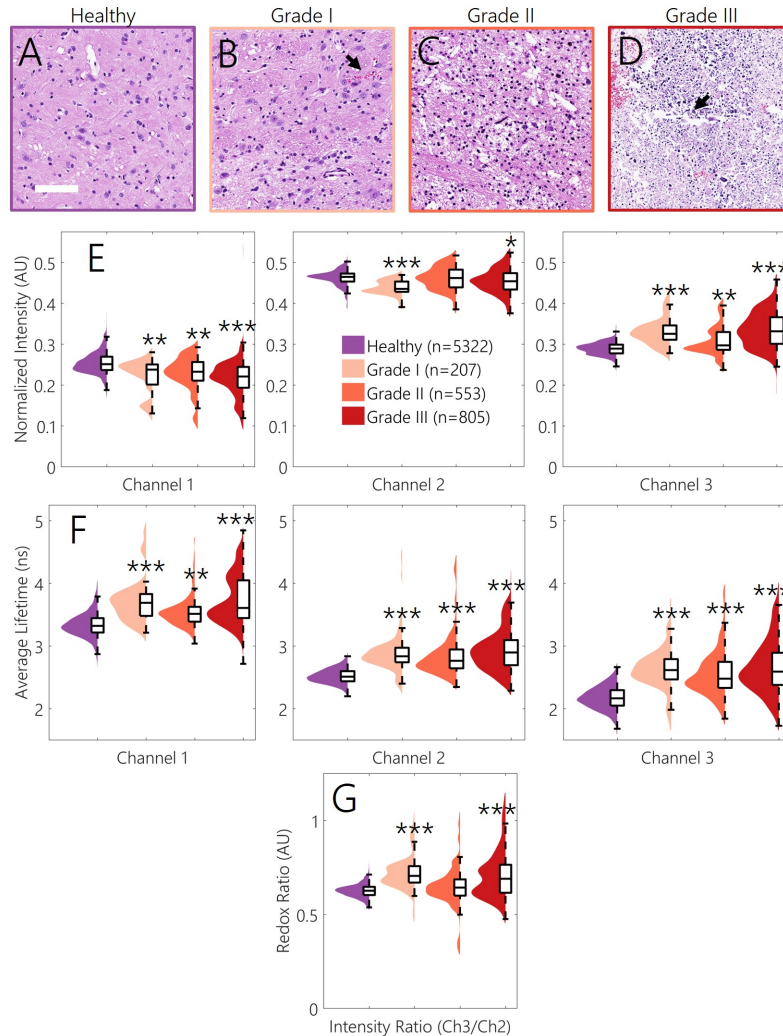 Healthy Grade I Grade II Grade III
A B C D
E
Normalized Intensity (AU)
0.5
0.4
0.3
0.2
0.1
0
** ** ***
Channel 1
0.5
0.4
0.3
0.2
0.1
0
*** *
Healthy (n=5322)
Grade I (n=207)
Grade II (n=553)
Grade III (n=805)
Channel 2
0.5
0.4
0.3
0.2
0.1
0
*** ** ***
Channel 3
F
Average Lifetime (ns)
5
4
3
2
*** ** ***
Channel 1
5
4
3
2
*** *** ***
Channel 2
5
4
3
2
*** *** ***
Channel 3
G
Redox Ratio (AU)
1
0.5
0
*** ***
Intensity Ratio (Ch3/Ch2)